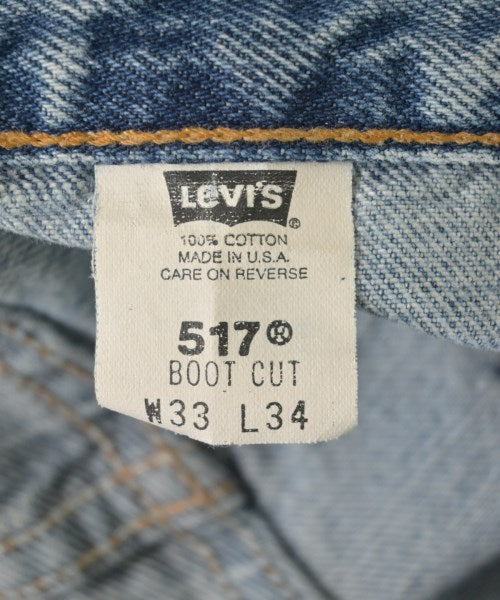 LEVI'S®
100% COTTON
MADE IN U.S.A.
CARE ON REVERSE
517®
BOOT CUT
W33 L34